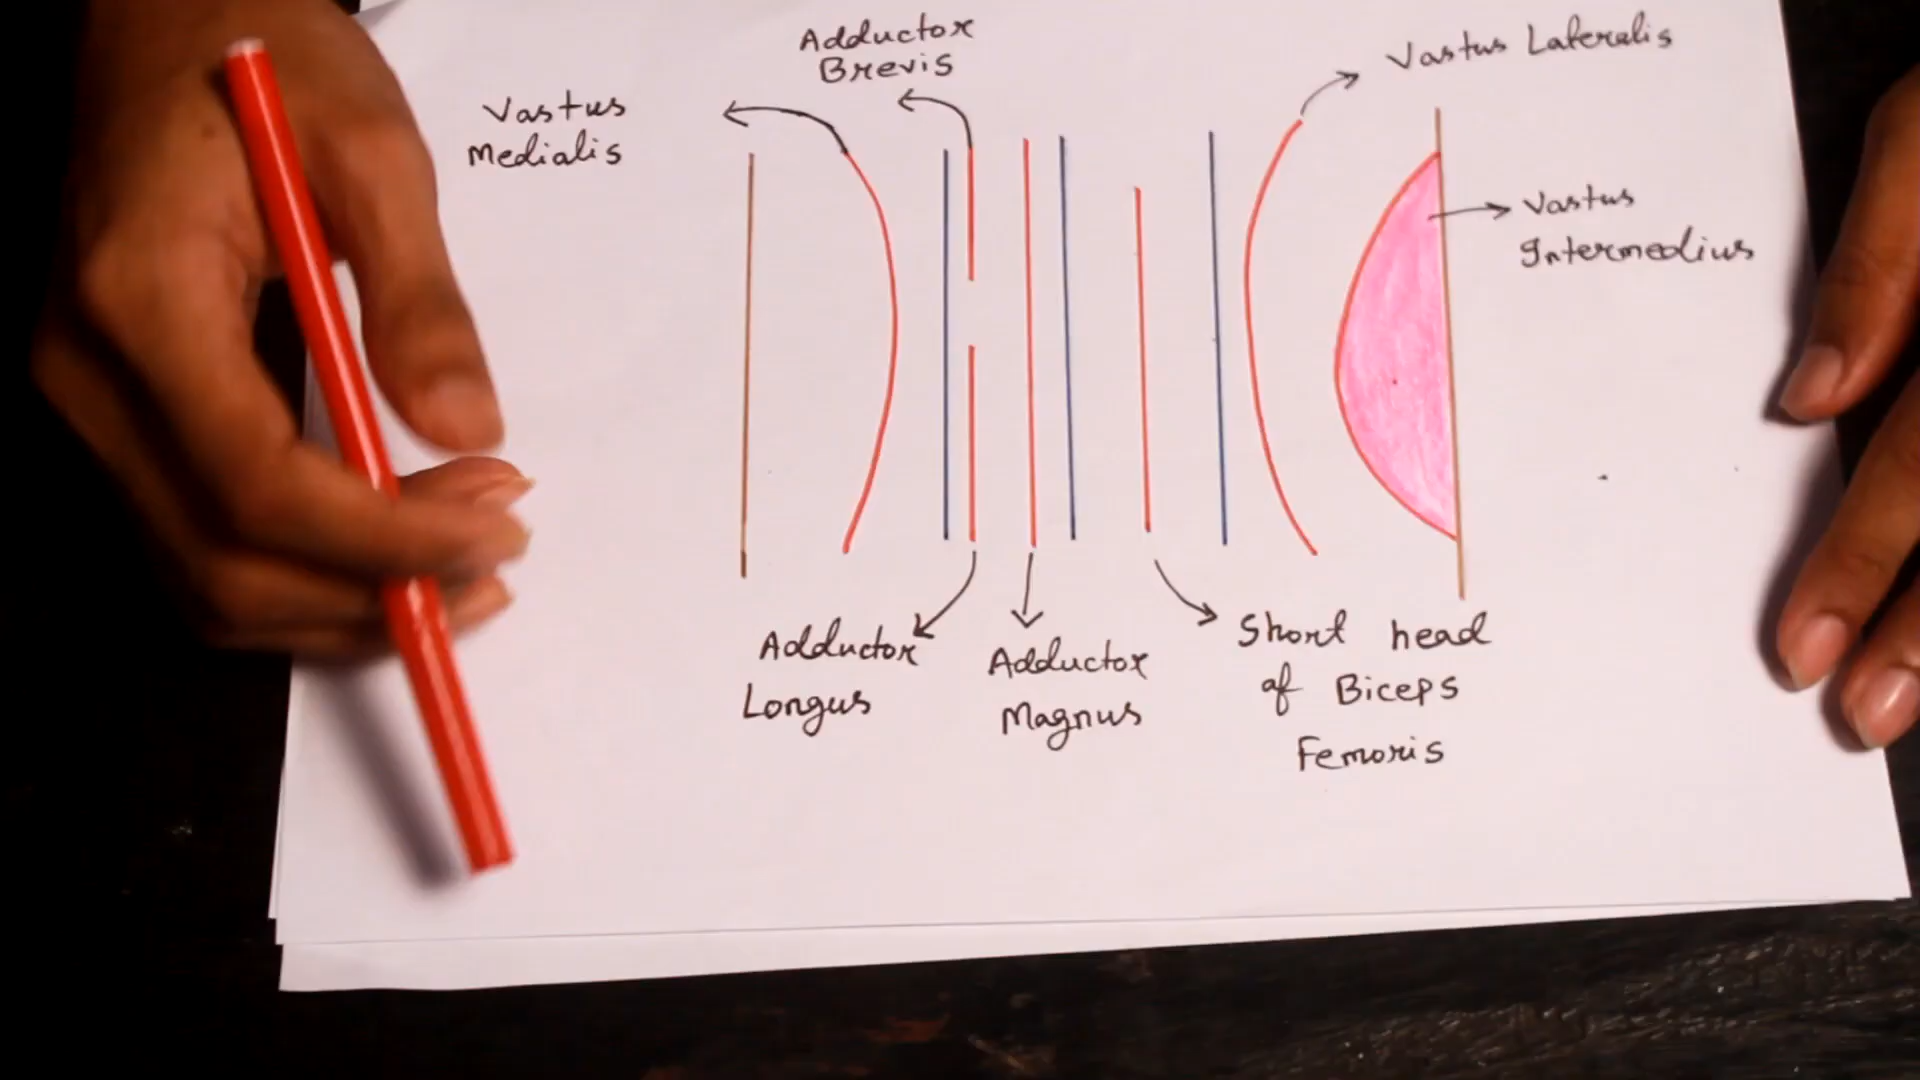 Adductor
Brevis
Vastus Lateralis
Vastus
Medialis
Vastus
Intermedius
Adductor
Longus
Adductor
Magnus
Short head
of Biceps
Femoris